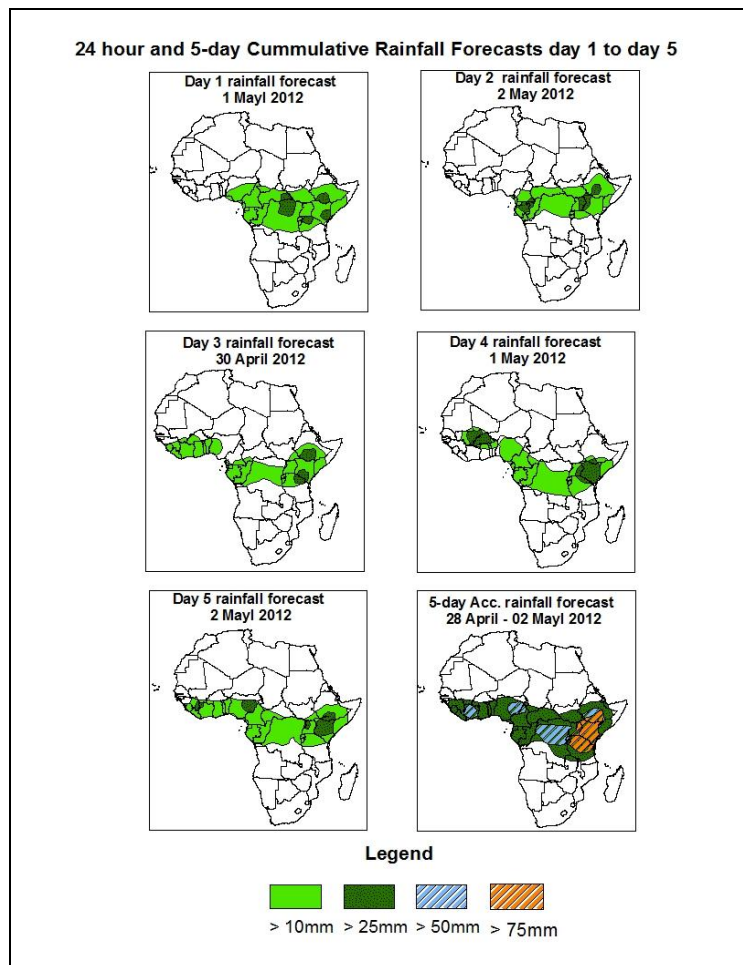 24 hour and 5-day Cummulative Rainfall Forecasts day 1 to day 5
Day 1 rainfall forecast
1 Mayl 2012
Day 2 rainfall forecast
2 May 2012
Day 3 rainfall forecast
30 April 2012
Day 4 rainfall forecast
1 May 2012
Day 5 rainfall forecast
2 Mayl 2012
5-day Acc. rainfall forecast
28 April - 02 Mayl 2012
Legend
> 10mm > 25mm > 50mm > 75mm